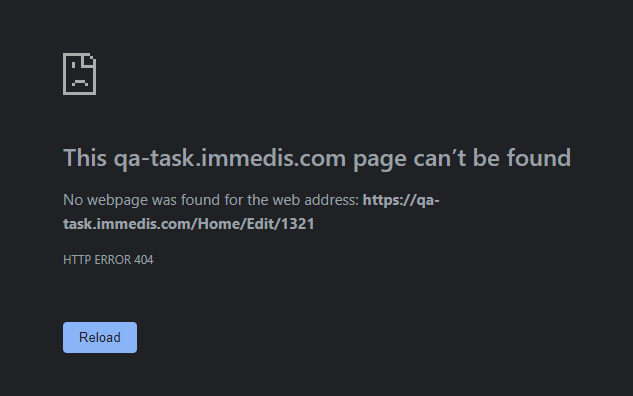 This qa-task.immedis.com page can’t be found
No webpage was found for the web address: https://qa-
task.immedis.com/Home/Edit/1321
HTTP ERROR 404
Reload